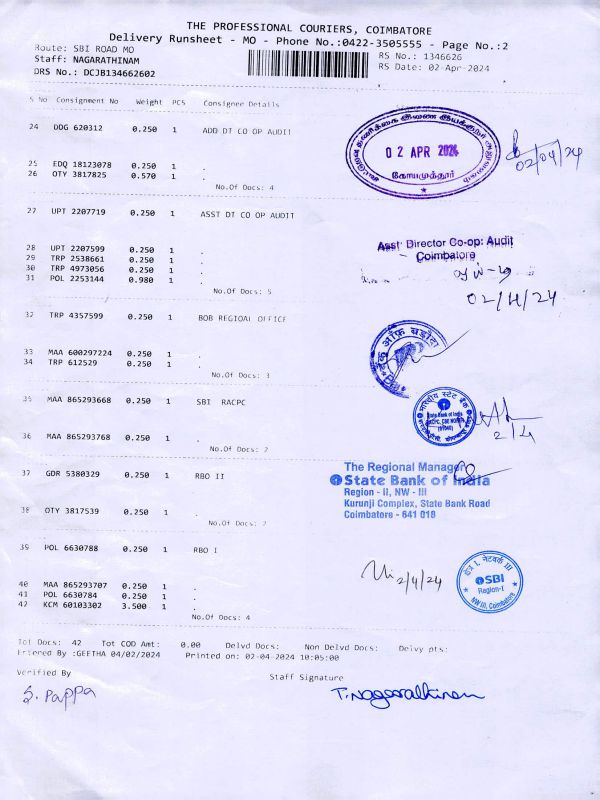 THE PROFESSIONAL COURIERS, COIMBATORE
Delivery Runsheet - MO - Phone No.:0422-3505555 - Page No.:2
Route: SBI ROAD MO
RS No.: 1346626
Staff: NAGARATHINAM
RS Date: 02-Apr-2024
DRS No.: DCJB134662602
S No Consignment No Weight PCS Consignee Details
24 DDG 620312 0.250 1 ADD DT CO OP AUDIT
0 2 APR 2024
கோயமுத்தூர்
02/04/24
25 EDQ 18123078 0.250 1 .
26 OTY 3817825 0.570 1 .
No.Of Docs: 4
27 UPT 2207719 0.250 1 ASST DT CO OP AUDIT
28 UPT 2207599 0.250 1 .
Asst Director Co-op: Audit
Coimbatore
29 TRP 2538661 0.250 1 .
30 TRP 4973056 0.250 1 .
31 POL 2253144 0.980 1 .
No.Of Docs: 5
02/4/24
32 TRP 4357599 0.250 1 BOB REGIOAL OFFICE
बैंक ऑफ़ बड़ौदा
33 MAA 600297224 0.250 1 .
34 TRP 612529 0.250 1 .
No.Of Docs: 3
35 MAA 865293668 0.250 1 SBI RACPC
भारतीय स्टेट बैंक
State Bank of India
2/4
36 MAA 865293768 0.250 1 .
No.Of Docs: 2
37 GDR 5380329 0.250 1 RBO II
The Regional Manager
State Bank of India
Region - II, NW - III
Kurunji Complex, State Bank Road
Coimbatore - 641 018
38 OTY 3817539 0.250 1 .
No.Of Docs: 2
39 POL 6630788 0.250 1 RBO I
2/4/24
SBI
Region-I
NW III, Coimbatore
40 MAA 865293707 0.250 1 .
41 POL 6630784 0.250 1 .
42 KCM 60103302 3.500 1 .
No.Of Docs: 4
Tot Docs: 42 Tot COD Amt: 0.00 Delvd Docs: Non Delvd Docs: Delvy pts:
Entered By :GEETHA 04/02/2024 Printed on: 02-04-2024 10:05:00
Verified By
Staff Signature
S. Pappa
T. Nagarathinam